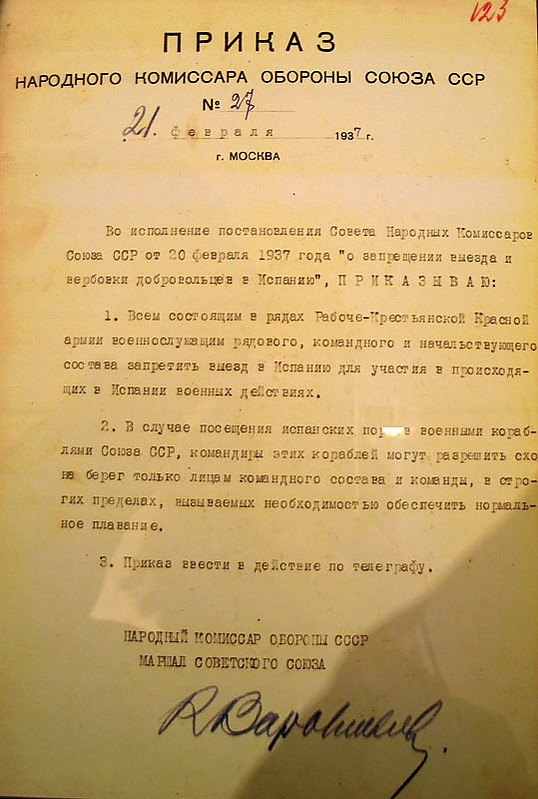 123
ПРИКАЗ
НАРОДНОГО КОМИССАРА ОБОРОНЫ СОЮЗА ССР
№ 27
21. февраля 1937 г.
г. МОСКВА
Во исполнение постановления Совета Народных Комиссаров
Союза ССР от 20 февраля 1937 года "о запрещении выезда и
вербовки добровольцев в Испанию", ПРИКАЗЫВАЮ:
1. Всем состоящим в рядах Рабоче-Крестьянской Красной
армии военнослужащим рядового, командного и начальствующего
состава запретить выезд в Испанию для участия в происходя-
щих в Испании военных действиях.
2. В случае посещения испанских военными кораб-
лями Союза ССР, командиры этих кораблей могут разрешить схо
на берег только лицам командного состава и команды, в стро-
гих пределах, вызываемых необходимостью обеспечить нормаль-
ное плавание.
3. Приказ ввести в действие по телеграфу.
НАРОДНЫЙ КОМИССАР ОБОРОНЫ СССР
МАРШАЛ СОВЕТСКОГО СОЮЗА
К Ворошилов.